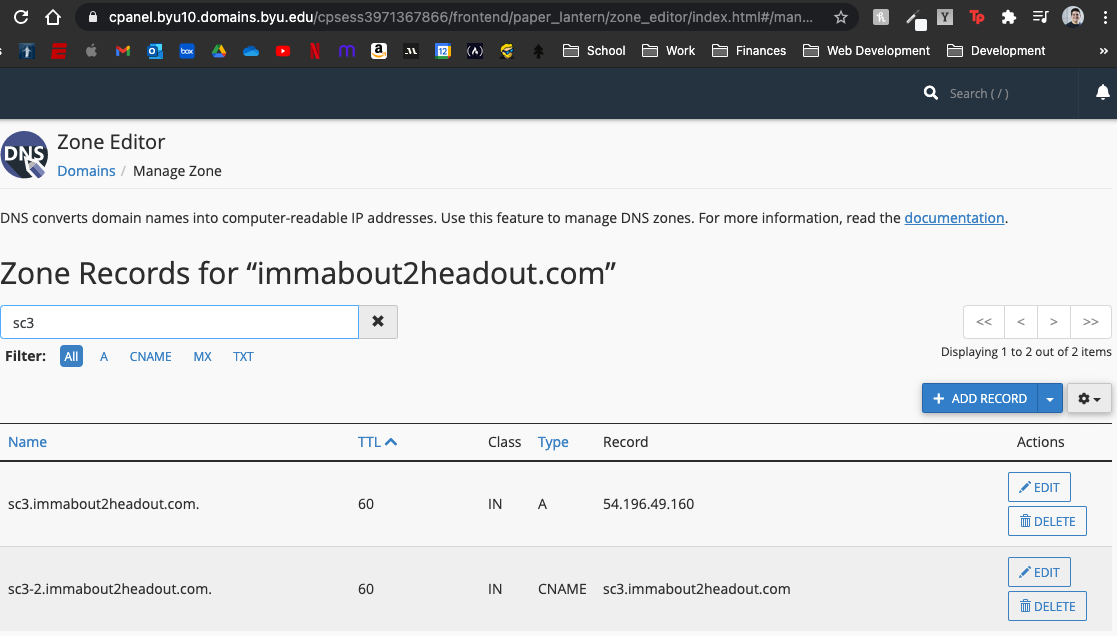 cpanel.byu10.domains.byu.edu/cpsess3971367866/frontend/paper_lantern/zone_editor/index.html#/man...
Y
Tp
box
a
12
School
Work
Finances
Web Development
Development
»
Search ( / )
DNS
Zone Editor
Domains / Manage Zone
DNS converts domain names into computer-readable IP addresses. Use this feature to manage DNS zones. For more information, read the documentation.
Zone Records for “immabout2headout.com”
sc3
<< < > >>
Filter: All A CNAME MX TXT
Displaying 1 to 2 out of 2 items
+ ADD RECORD
Name TTL Class Type Record Actions
sc3.immabout2headout.com. 60 IN A 54.196.49.160
EDIT
DELETE
sc3-2.immabout2headout.com. 60 IN CNAME sc3.immabout2headout.com
EDIT
DELETE